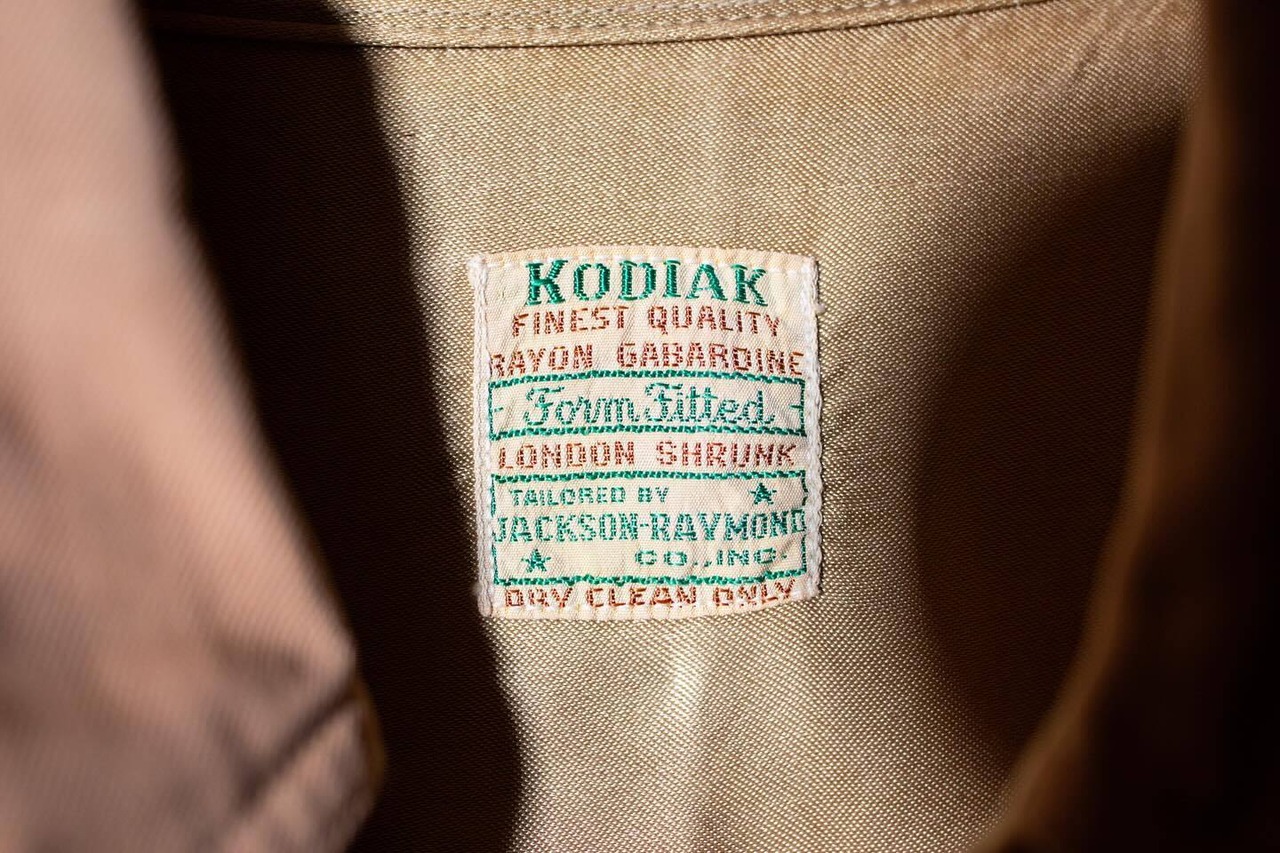 KODIAK
FINEST QUALITY
RAYON GABARDINE
Form Fitted
LONDON SHRUNK
TAILORED BY
JACKSON-RAYMOND
CO., INC.
DRY CLEAN ONLY